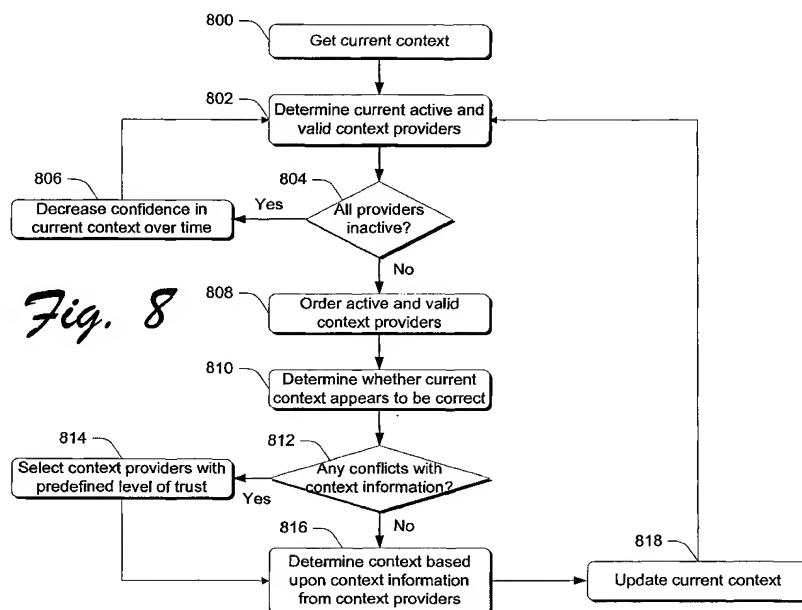 800
Get current context
802
Determine current active and
valid context providers
804
All providers
inactive?
Yes
806
Decrease confidence in
current context over time
No
Fig. 8
808
Order active and valid
context providers
810
Determine whether current
context appears to be correct
812
Any conflicts with
context information?
Yes
814
Select context providers with
predefined level of trust
No
816
Determine context based
upon context information
from context providers
818
Update current context